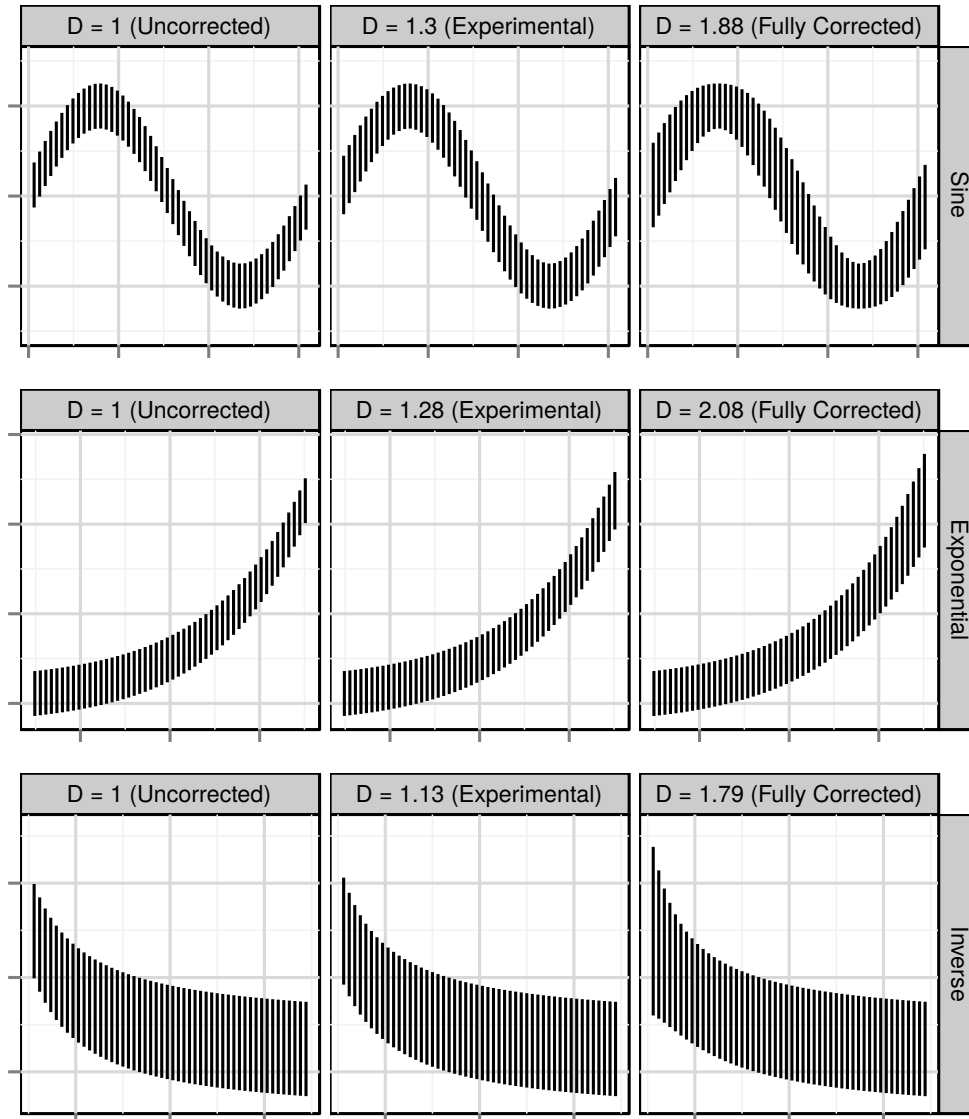 D = 1 (Uncorrected)
D = 1.3 (Experimental)
D = 1.88 (Fully Corrected)
Sine
D = 1 (Uncorrected)
D = 1.28 (Experimental)
D = 2.08 (Fully Corrected)
Exponential
D = 1 (Uncorrected)
D = 1.13 (Experimental)
D = 1.79 (Fully Corrected)
Inverse